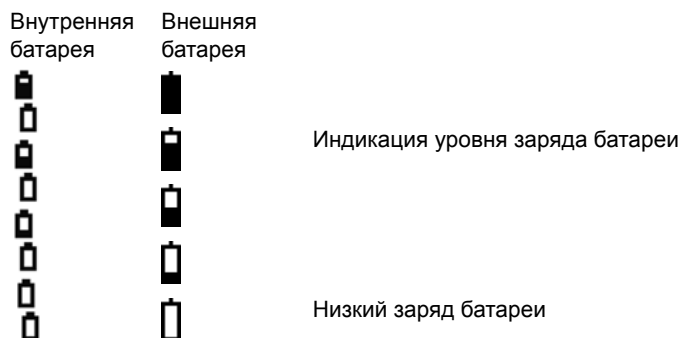 Внутренняя Внешняя
батарея батарея
Индикация уровня заряда батареи
Низкий заряд батареи